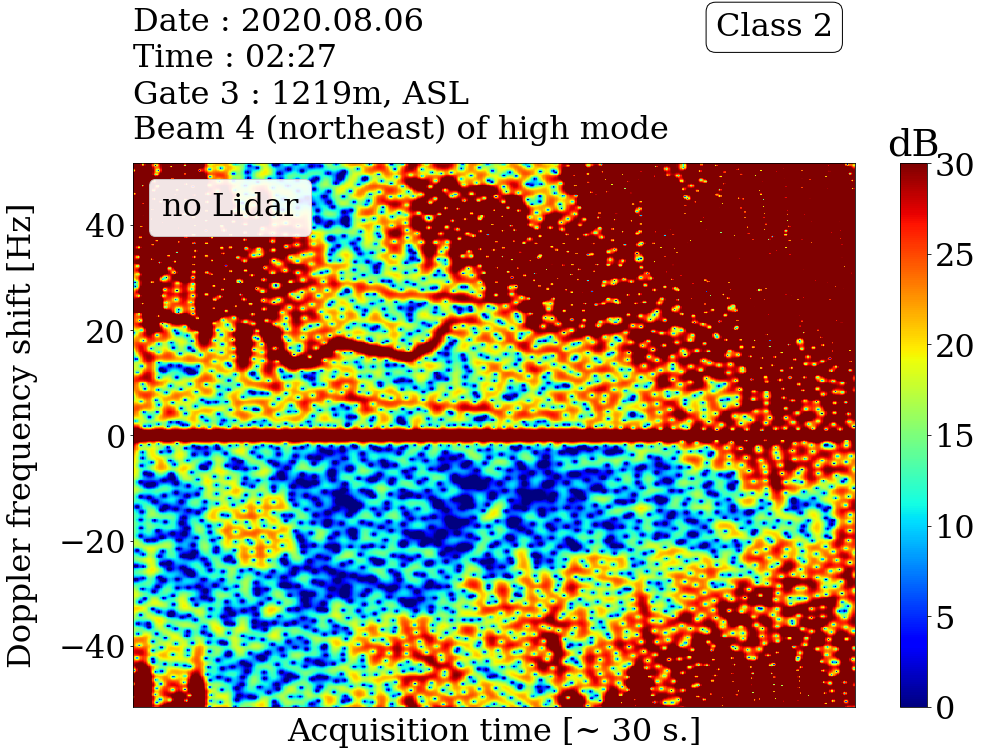 Date : 2020.08.06
Time : 02:27
Gate 3 : 1219m, ASL
Beam 4 (northeast) of high mode
Class 2
dB
no Lidar
Doppler frequency shift [Hz]
40
20
0
−20
−40
30
25
20
15
10
5
0
Acquisition time [~ 30 s.]